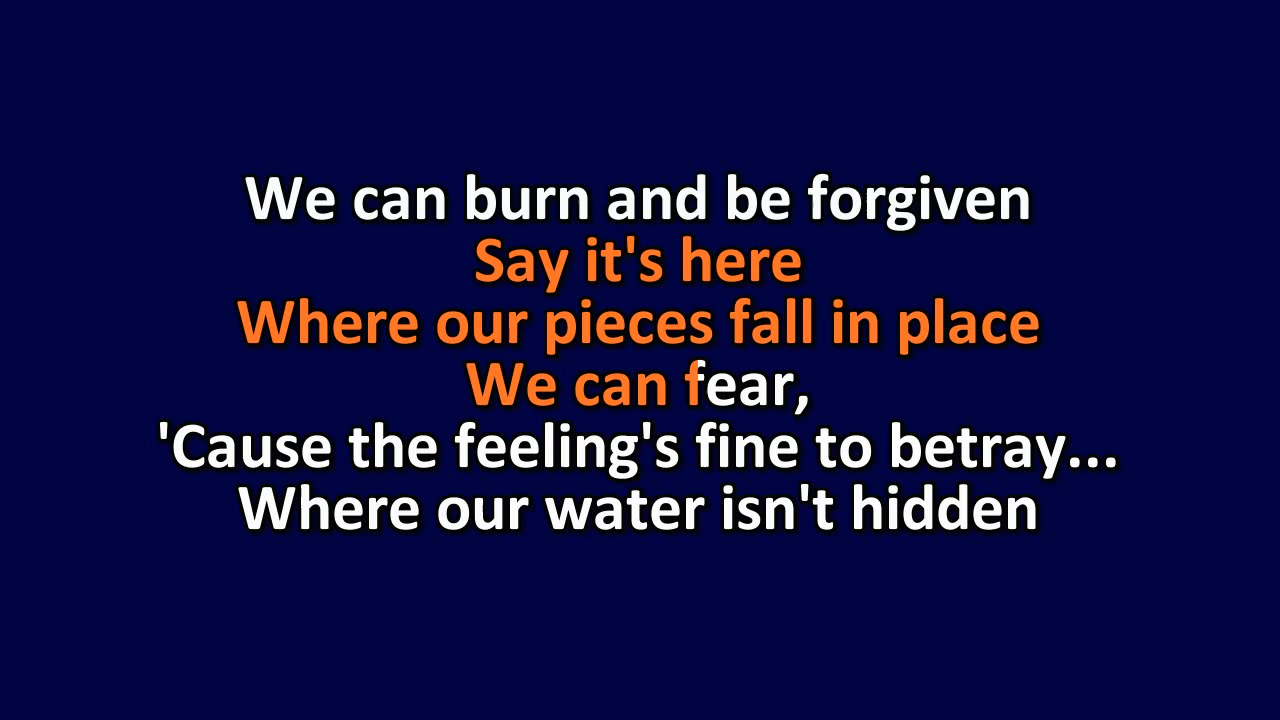 We can burn and be forgiven
Say it's here
Where our pieces fall in place
We can fear,
'Cause the feeling's fine to betray...
Where our water isn't hidden